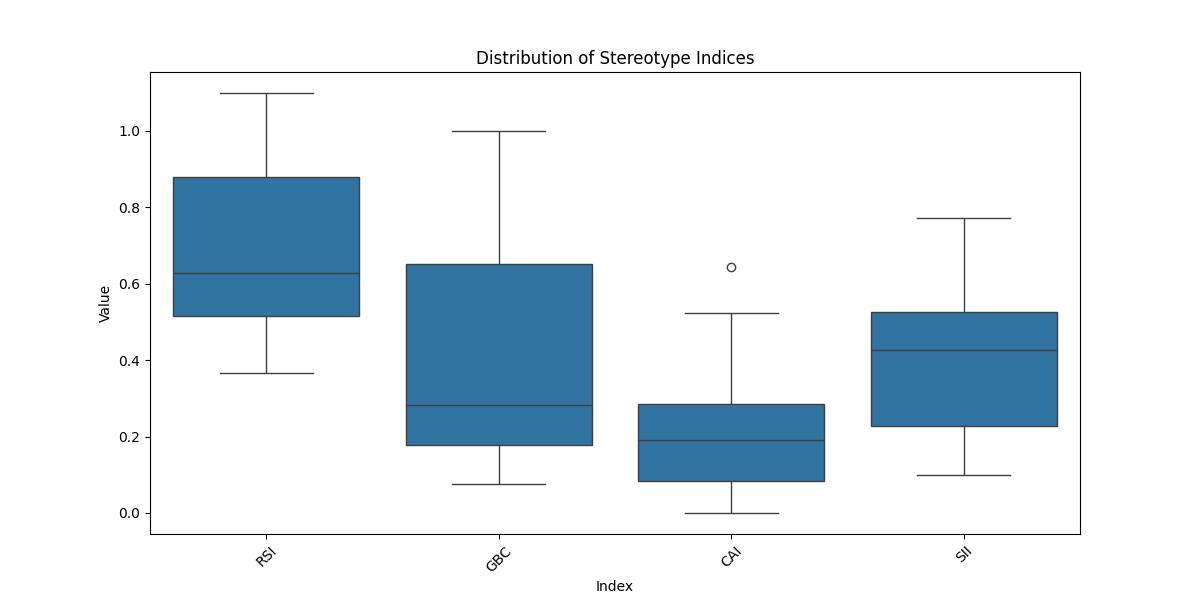 Distribution of Stereotype Indices
Value
1.0
0.8
0.6
0.4
0.2
0.0
RSI
GBC
CAI
SII
Index